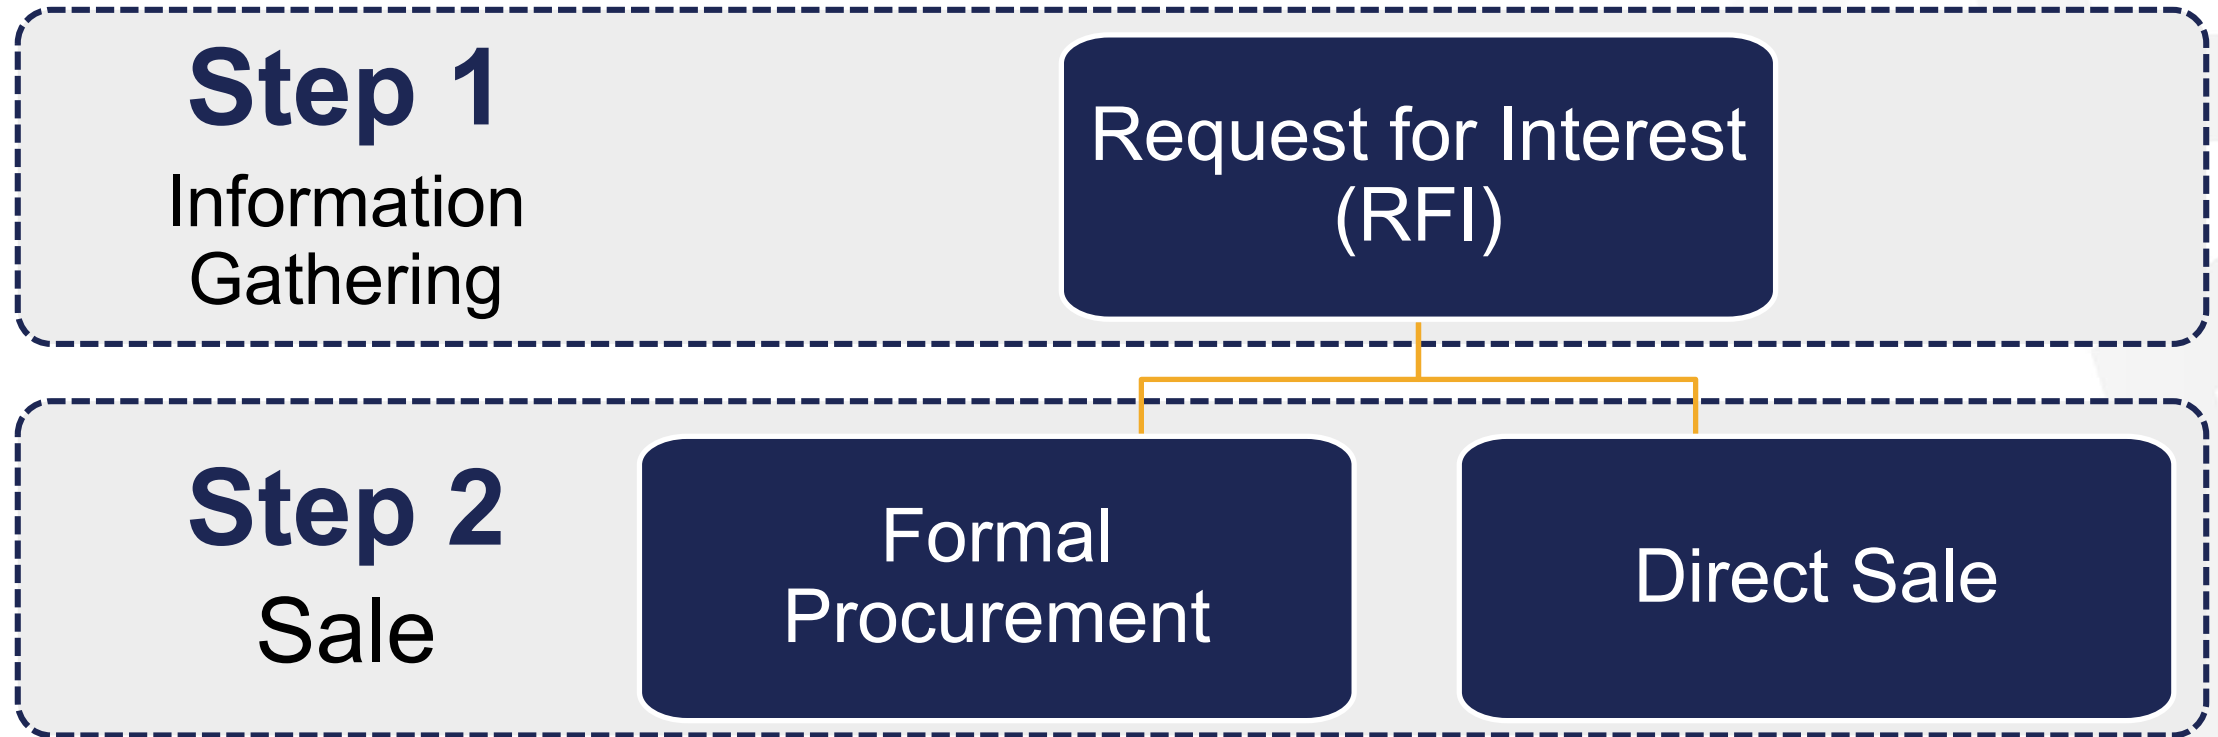 Step 1
Information
Gathering
Request for Interest
(RFI)
Step 2
Sale
Formal
Procurement
Direct Sale